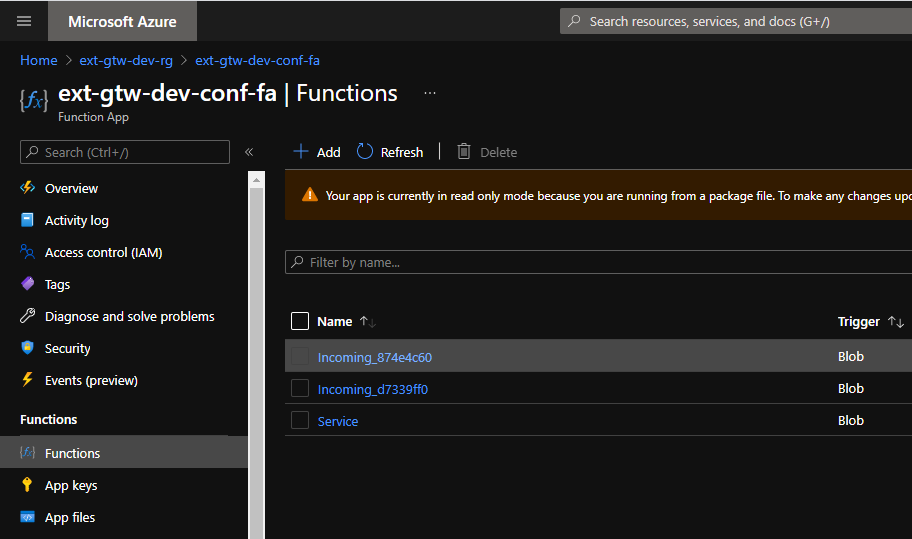 Microsoft Azure
Search resources, services, and docs (G+/)
Home > ext-gtw-dev-rg > ext-gtw-dev-conf-fa
ext-gtw-dev-conf-fa | Functions ...
Function App
Search (Ctrl+/) «
Add Refresh | Delete
Overview
Activity log
Access control (IAM)
Tags
Diagnose and solve problems
Security
Events (preview)
Functions
Functions
App keys
App files
Your app is currently in read only mode because you are running from a package file. To make any changes upd
Filter by name...
Name ↑↓ Trigger ↑↓
Incoming_874e4c60 Blob
Incoming_d7339ff0 Blob
Service Blob